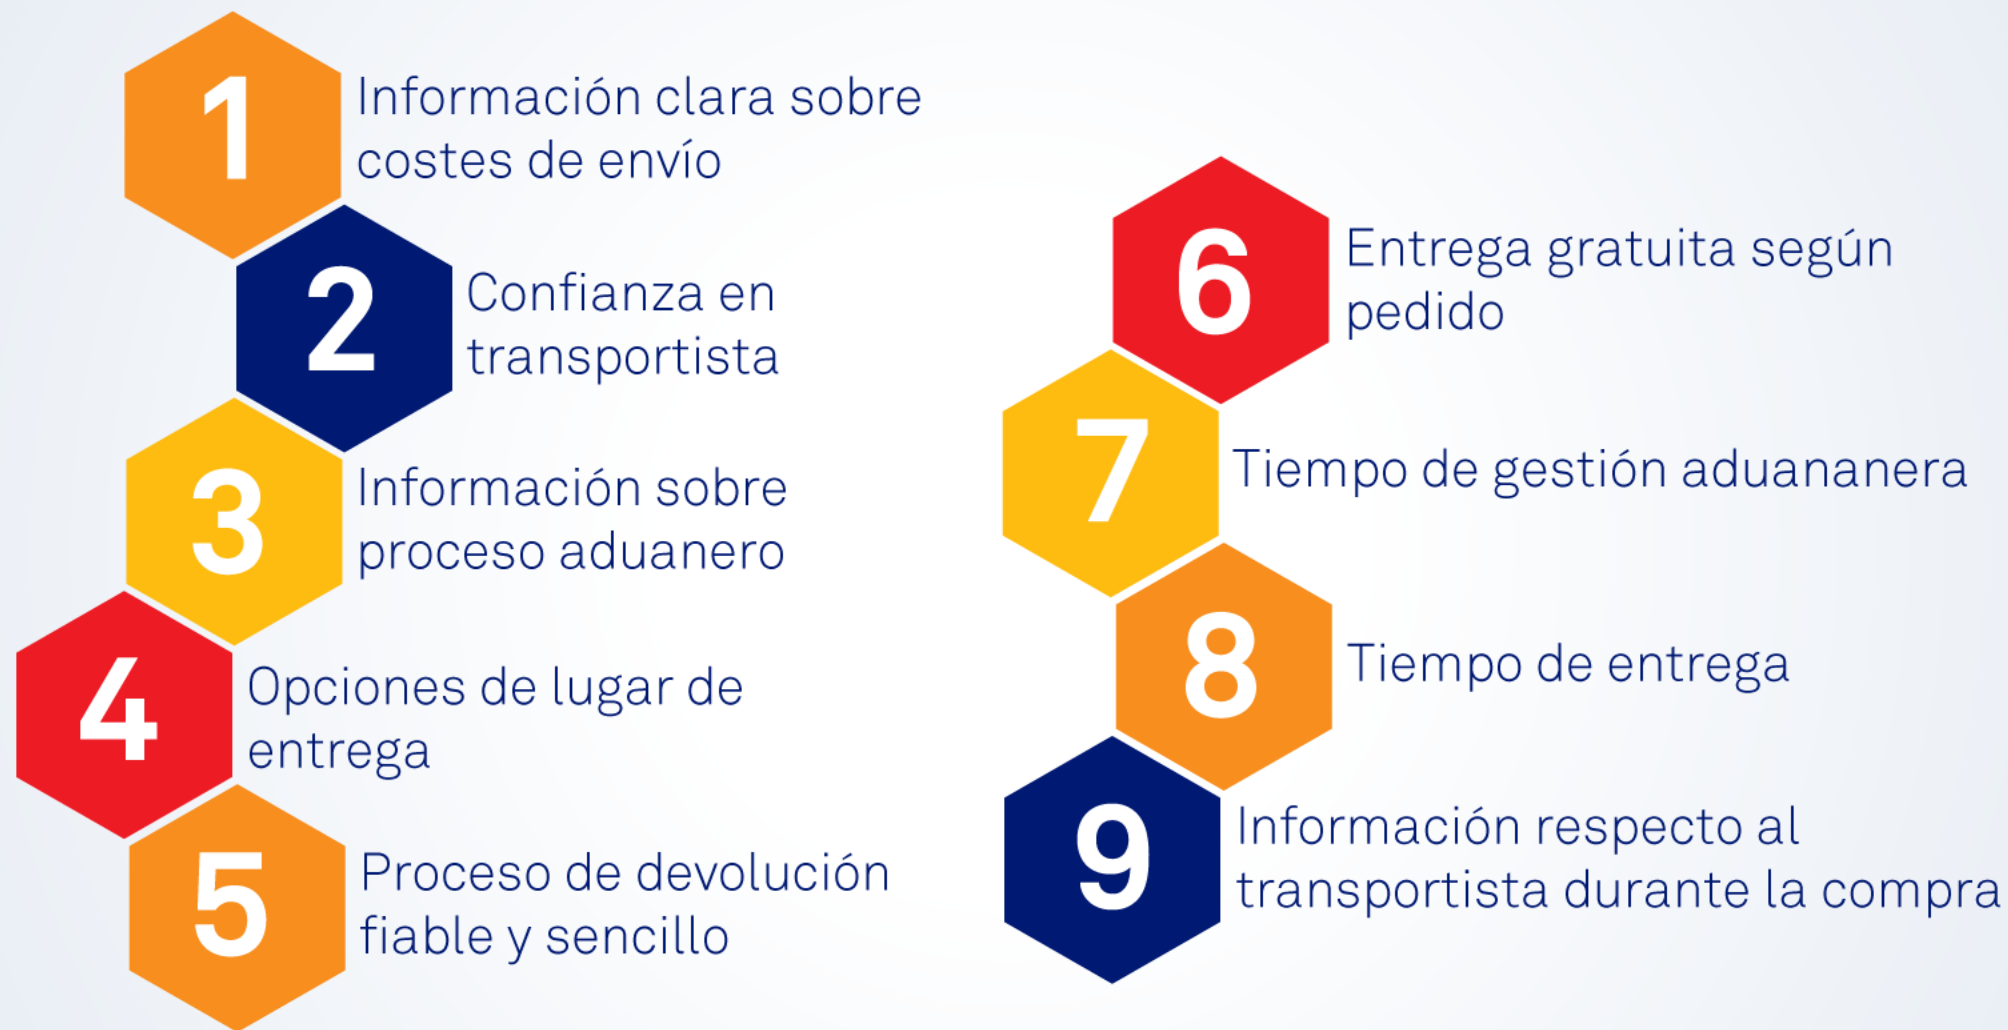 1
Información clara sobre
costes de envío
2
Confianza en
transportista
3
Información sobre
proceso aduanero
4
Opciones de lugar de
entrega
5
Proceso de devolución
fiable y sencillo
6
Entrega gratuita según
pedido
7
Tiempo de gestión aduananera
8
Tiempo de entrega
9
Información respecto al
transportista durante la compra